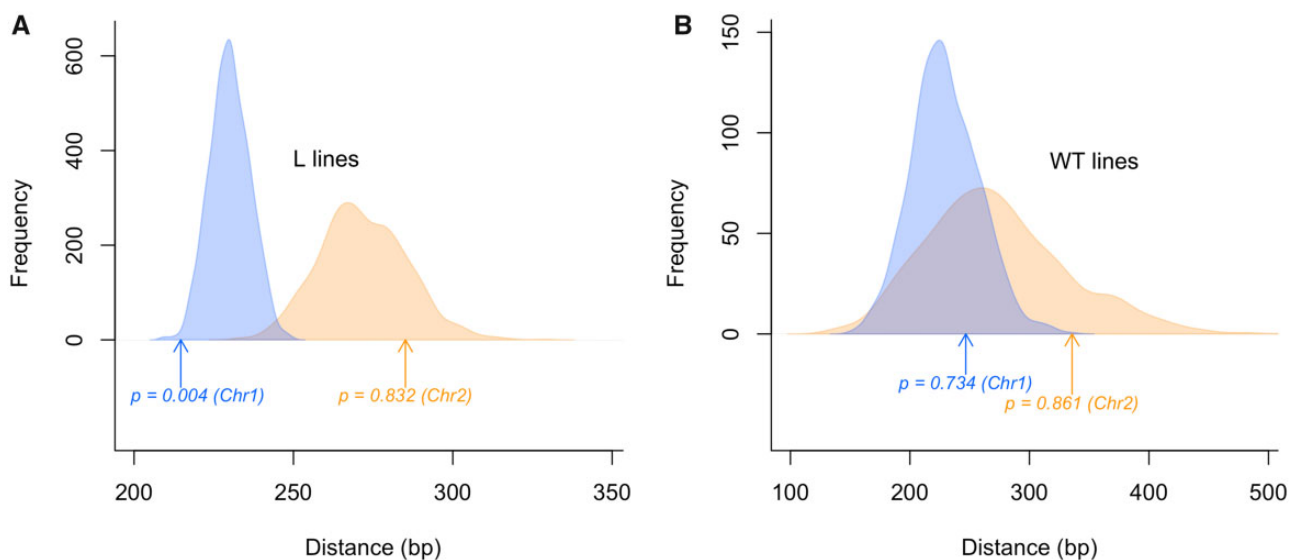 A
600
400
200
0
Frequency
L lines
p = 0.004 (Chr1)
p = 0.832 (Chr2)
200
250
300
350
Distance (bp)
B
150
100
50
0
Frequency
WT lines
p = 0.734 (Chr1)
p = 0.861 (Chr2)
100
200
300
400
500
Distance (bp)